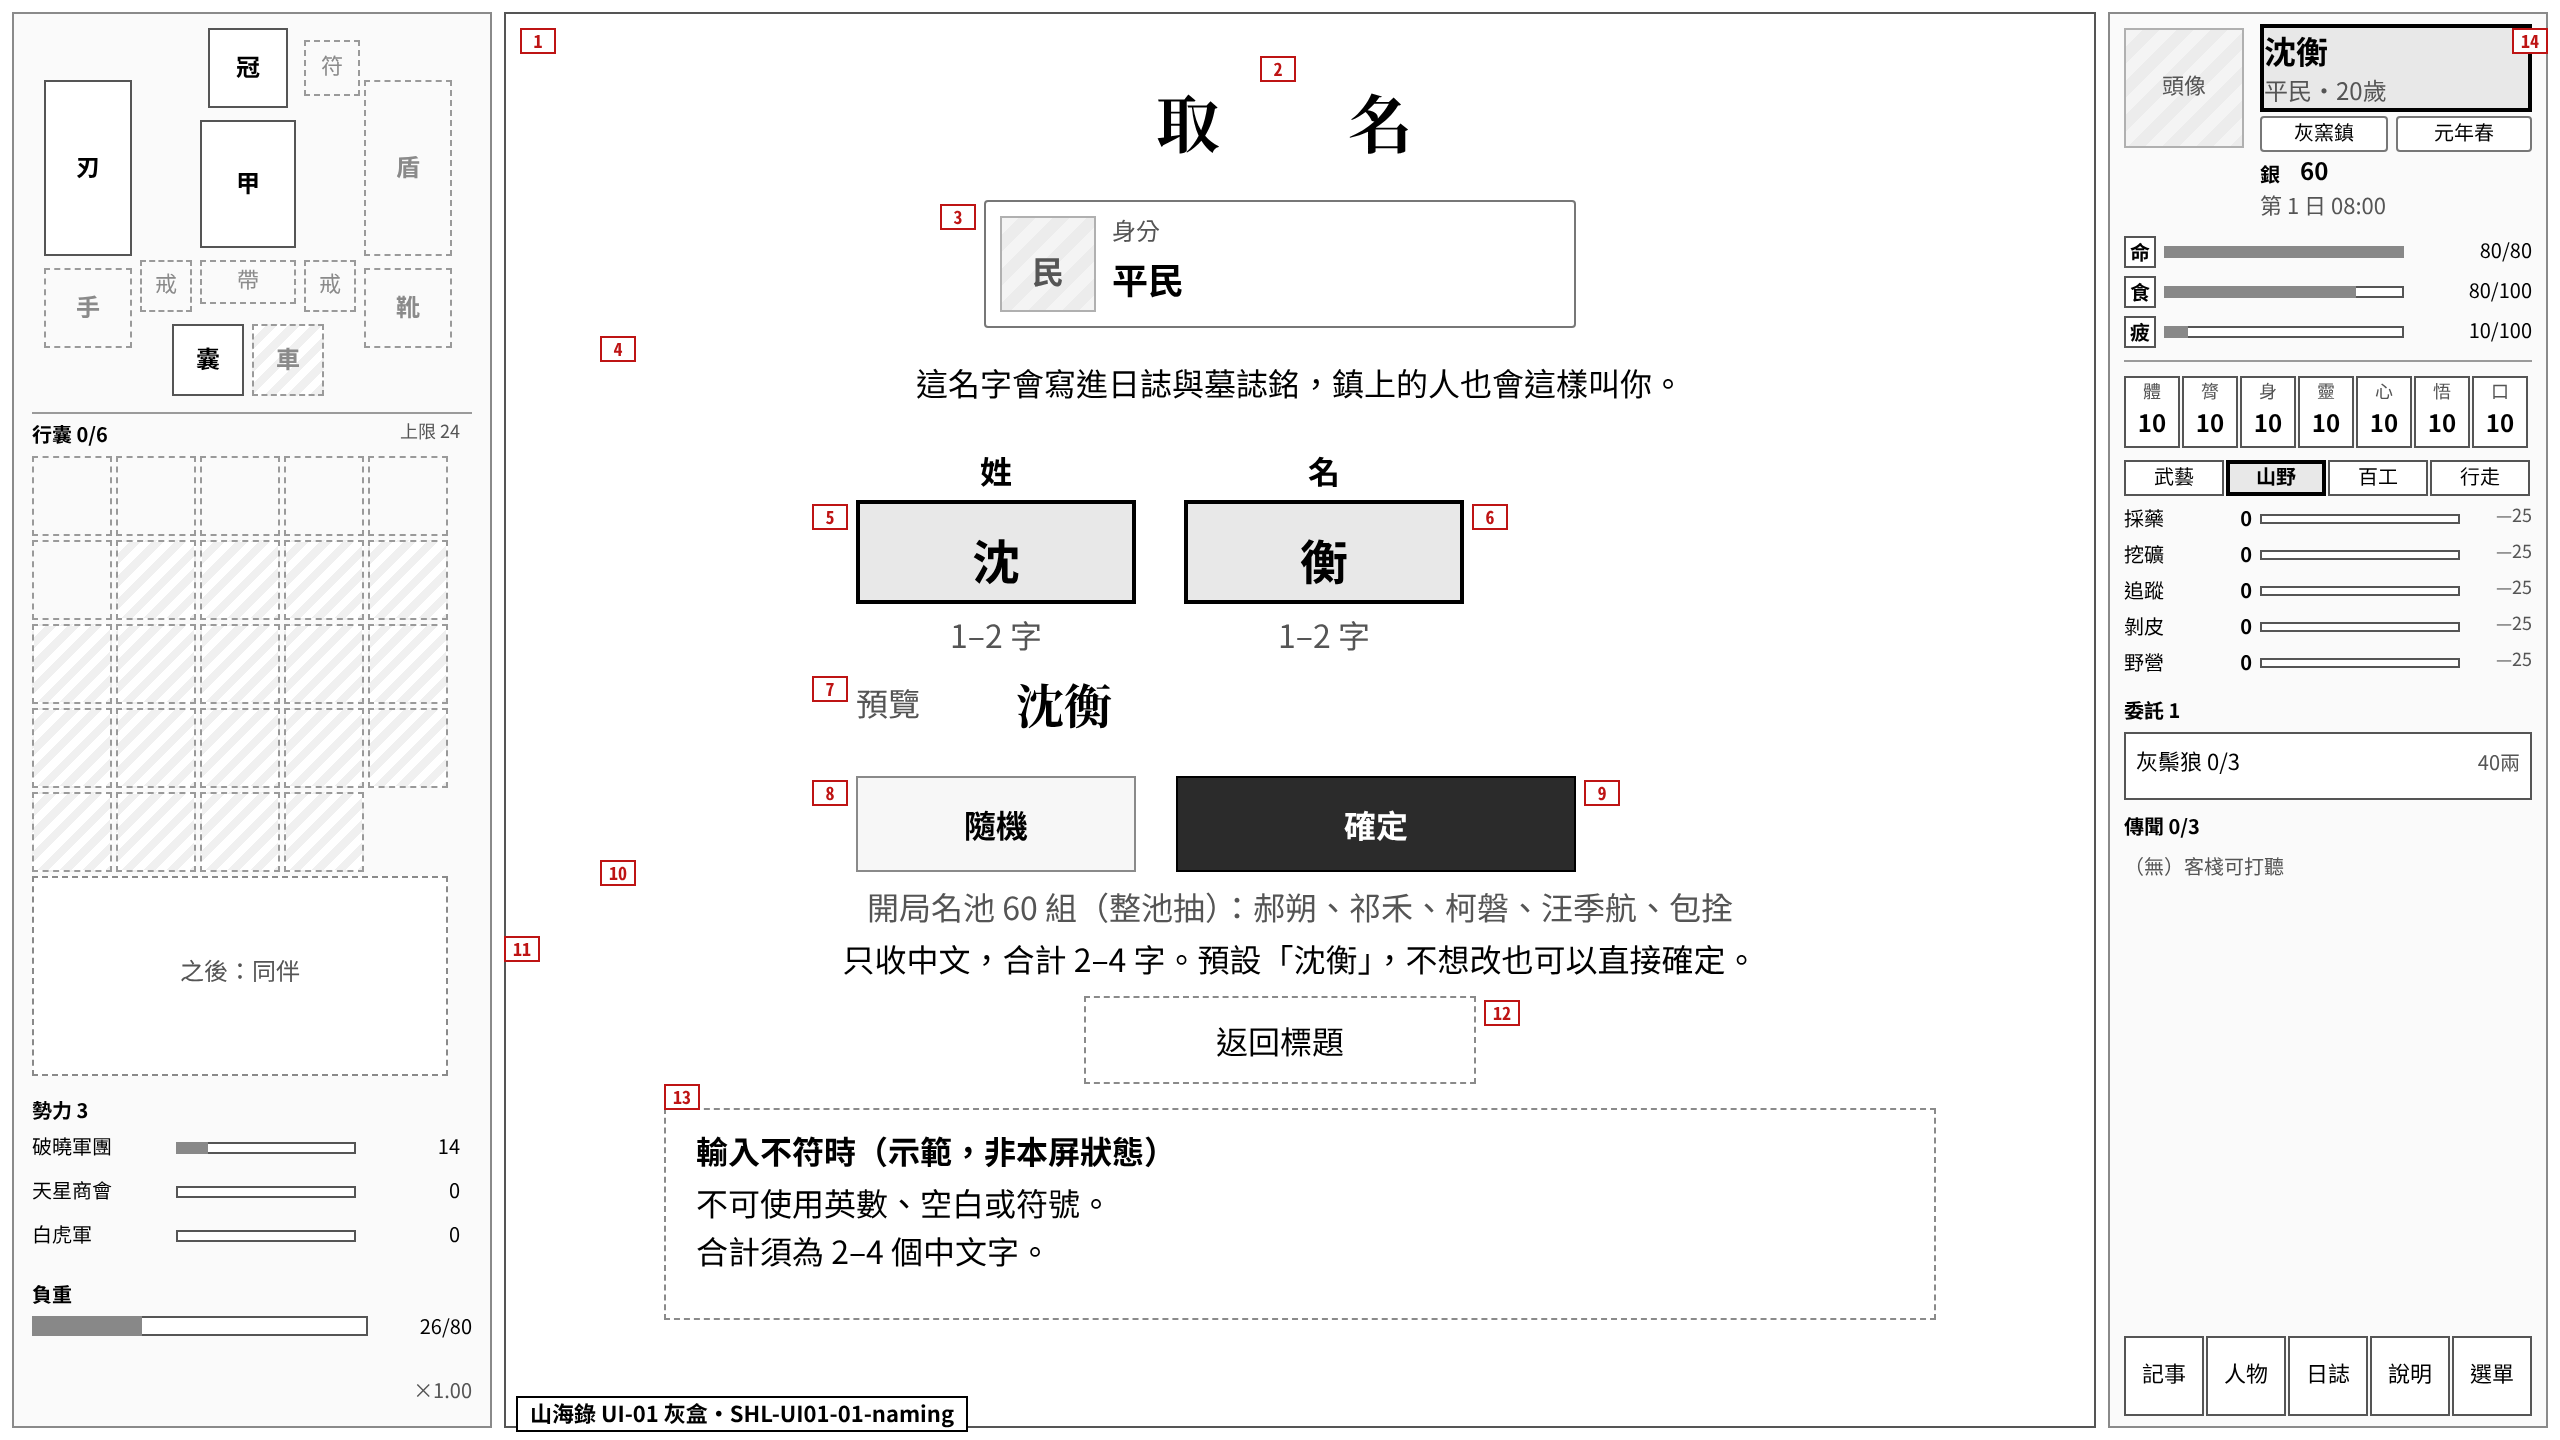 冠
符
刃
甲
盾
手
戒
帶
戒
靴
囊
車
行囊 0/6
上限 24
之後：同伴
勢力 3
破曉軍團 14
天星商會 0
白虎軍 0
負重
26/80
×1.00
1
2
取 名
3
民
身分
平民
4
這名字會寫進日誌與墓誌銘，鎮上的人也會這樣叫你。
姓 名
5
沈
衡
6
1–2 字 1–2 字
7
預覽 沈衡
8
隨機
確定
9
10
開局名池 60 組（整池抽）：郝朔、祁禾、柯磐、汪季航、包拴
11
只收中文，合計 2–4 字。預設「沈衡」，不想改也可以直接確定。
返回標題
12
13
輸入不符時（示範，非本屏狀態）
不可使用英數、空白或符號。
合計須為 2–4 個中文字。
山海錄 UI-01 灰盒・SHL-UI01-01-naming
頭像
沈衡
14
平民・20歲
灰窯鎮 元年春
銀 60
第 1 日 08:00
命 80/80
食 80/100
疲 10/100
體 膂 身 靈 心 悟 口
10 10 10 10 10 10 10
武藝 山野 百工 行走
採藥 0 —25
挖礦 0 —25
追蹤 0 —25
剝皮 0 —25
野營 0 —25
委託 1
灰鬃狼 0/3 40兩
傳聞 0/3
（無）客棧可打聽
記事 人物 日誌 說明 選單